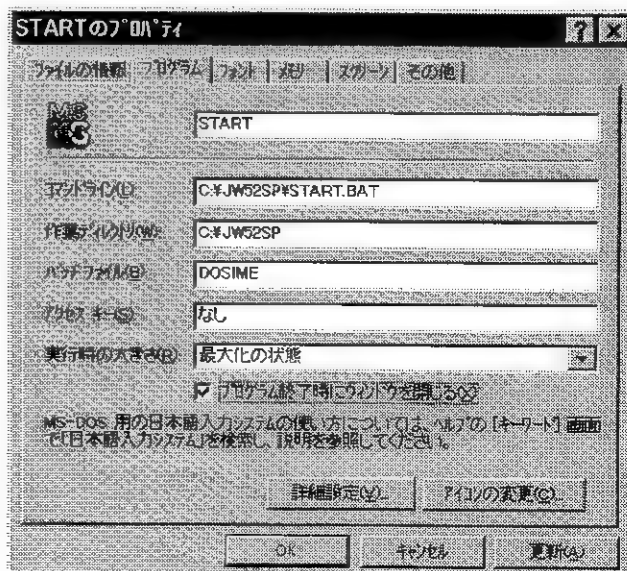 STARTのプロパティ
? ×
ファイルの情報 プログラム フォント メモリ スクリーン その他
MS
START
コマンドライン(L): C:¥JW52SP¥START.BAT
作業ディレクトリ(W): C:¥JW52SP
バッチファイル(B): DOSIME
アクセス キー(S): なし
実行時の大きさ(R): 最大化の状態
プログラム終了時にウィンドウを閉じる(X)
MS-DOS 用の日本語入力システムの使い方については、ヘルプの [キーワード] 画面
で「日本語入力システム」を検索し、説明を参照してください。
詳細設定(V)... アイコンの変更(C)...
OK キャンセル 更新(A)